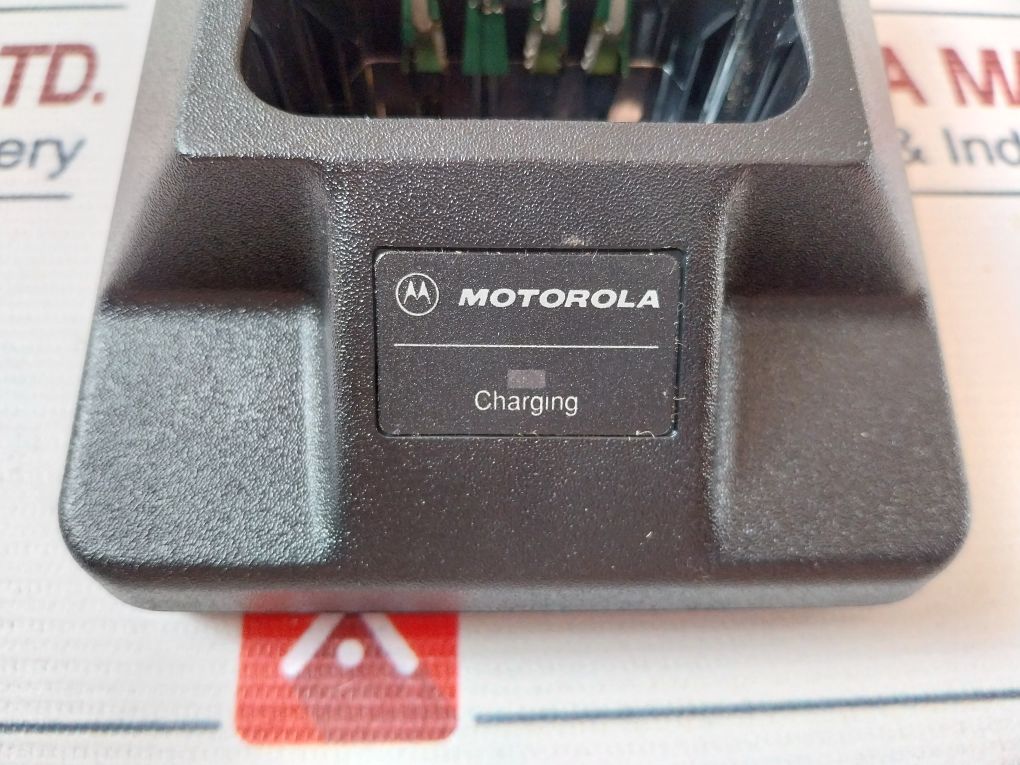 TD.
A M
ery
& Ind
MOTOROLA
Charging